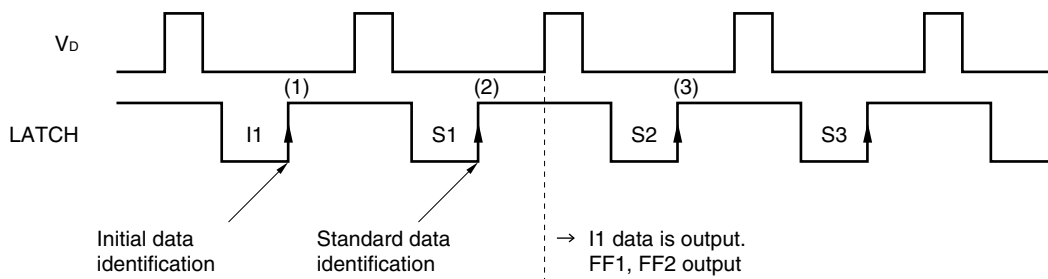 VD
(1)
(2)
(3)
LATCH
I1
S1
S2
S3
Initial data
identification
Standard data
identification
→ I1 data is output.
FF1, FF2 output